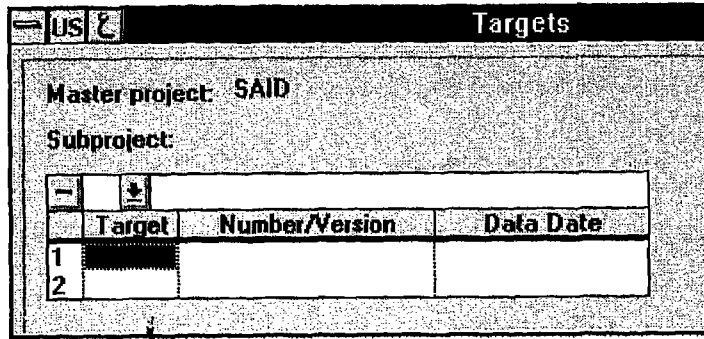 US ع Targets
Master project: SAID
Subproject:
Target Number/Version Data Date
1
2